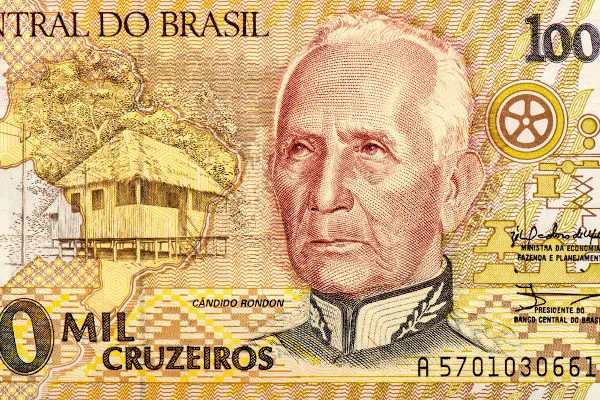 NTRAL DO BRASIL
100
MINISTRA DA ECONOMIA
FAZENDA E PLANEJAMENT
CÂNDIDO RONDON
PRESIDENTE DO
BANCO CENTRAL DO BRASI
0 MIL
CRUZEIROS
A 5701030661